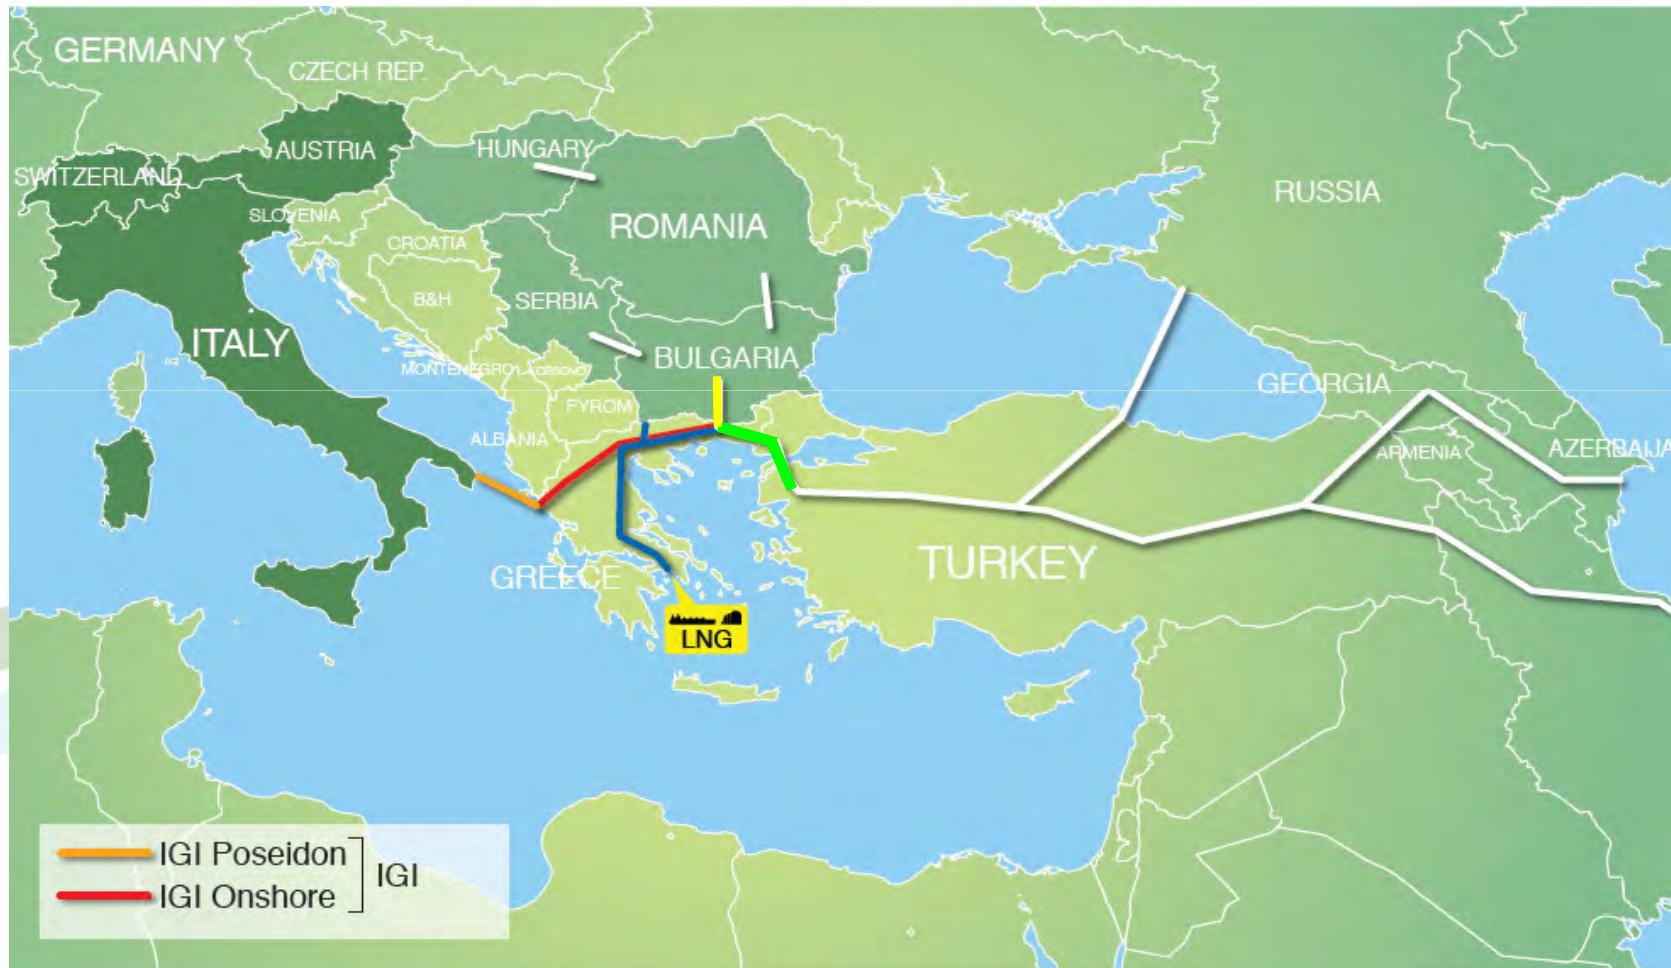 GERMANY
CZECH REP.
AUSTRIA
HUNGARY
SWITZERLAND
SLOVENIA
ROMANIA
RUSSIA
CROATIA
B&H
SERBIA
ITALY
BULGARIA
MONTENEGRO
Kossovo
GEORGIA
FYROM
ALBANIA
ARMENIA
AZERBAIJA
TURKEY
GREECE
LNG
IGI Poseidon
IGI Onshore
IGI